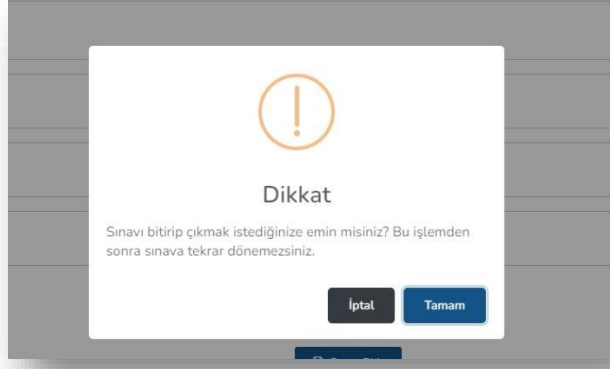 Dikkat
Sınavı bitirip çıkmak istediğinize emin misiniz? Bu işlemden
sonra sınava tekrar dönemezsiniz.
İptal Tamam